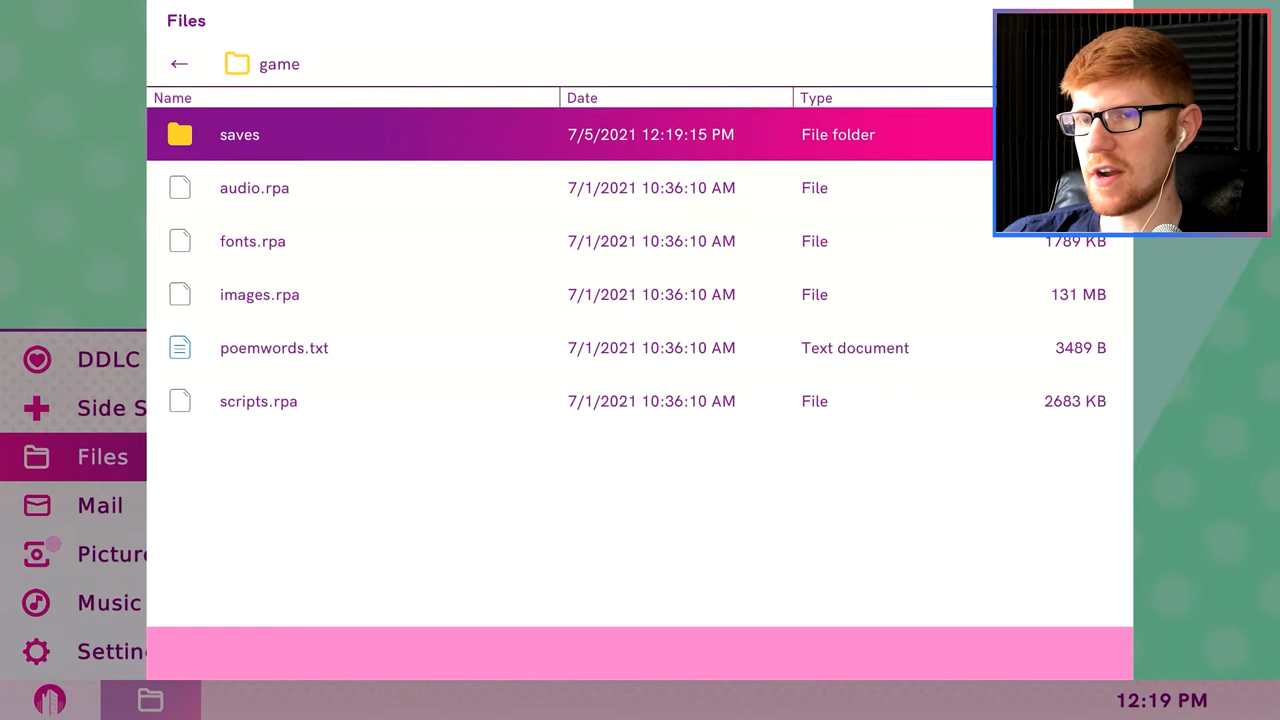 Files
← game
Name Date Type
saves 7/5/2021 12:19:15 PM File folder
audio.rpa 7/1/2021 10:36:10 AM File
fonts.rpa 7/1/2021 10:36:10 AM File 1789 KB
images.rpa 7/1/2021 10:36:10 AM File 131 MB
poemwords.txt 7/1/2021 10:36:10 AM Text document 3489 B
scripts.rpa 7/1/2021 10:36:10 AM File 2683 KB
DDLC
Side S
Files
Mail
Picture
Music
Settin
12:19 PM